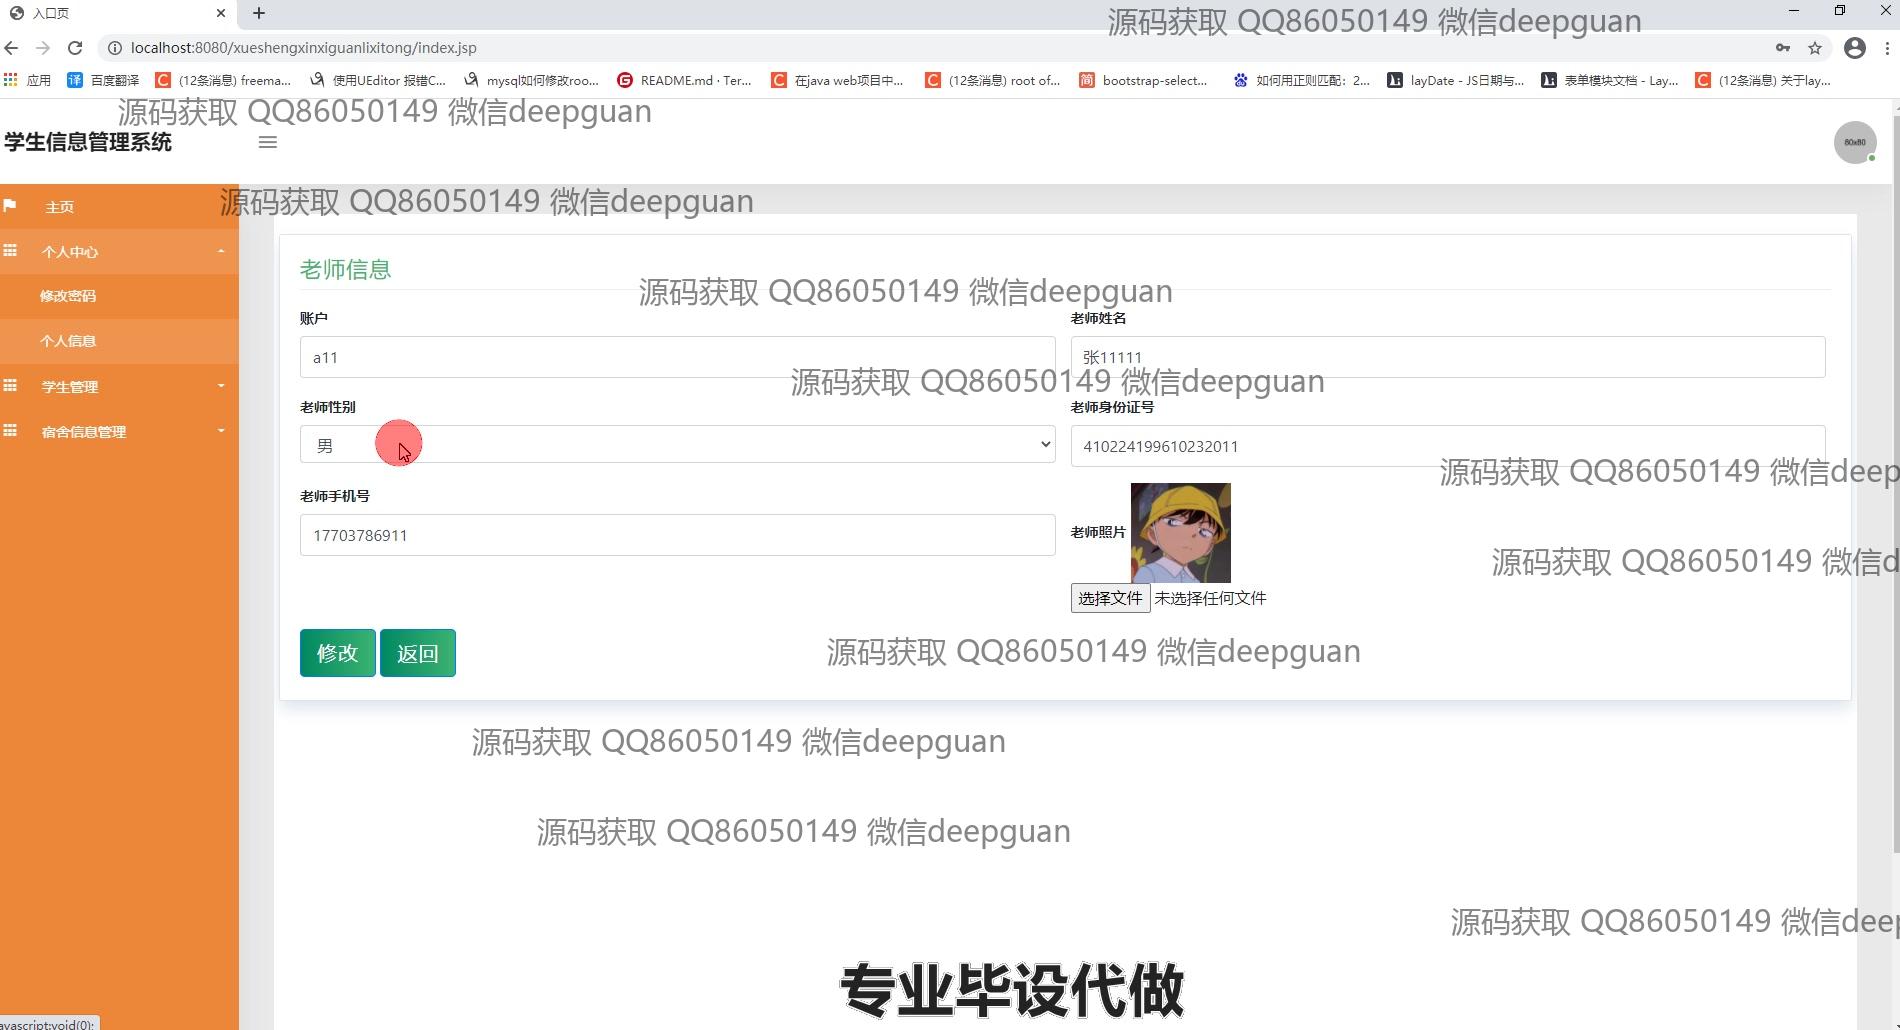 入口页
源码获取 QQ86050149 微信deepguan
localhost:8080/xueshengxinxiguanlixitong/index.jsp
应用 百度翻译 (12条消息) freema... 使用UEditor 报错C... mysql如何修改roo... README.md · Ter... 在java web项目中... (12条消息) root of... bootstrap-select... 如何用正则匹配：2... layDate - JS日期与... 表单模块文档 - Lay... (12条消息) 关于lay...
源码获取 QQ86050149 微信deepguan
学生信息管理系统
80x80
主页
源码获取 QQ86050149 微信deepguan
个人中心
修改密码
个人信息
学生管理
宿舍信息管理
老师信息
源码获取 QQ86050149 微信deepguan
账户 老师姓名
a11 张11111
源码获取 QQ86050149 微信deepguan
老师性别 老师身份证号
男 410224199610232011
源码获取 QQ86050149 微信deep
老师手机号
17703786911 老师照片
源码获取 QQ86050149 微信d
选择文件 未选择任何文件
修改 返回
源码获取 QQ86050149 微信deepguan
源码获取 QQ86050149 微信deepguan
源码获取 QQ86050149 微信deepguan
源码获取 QQ86050149 微信deep
专业毕设代做
avascript:void(0);